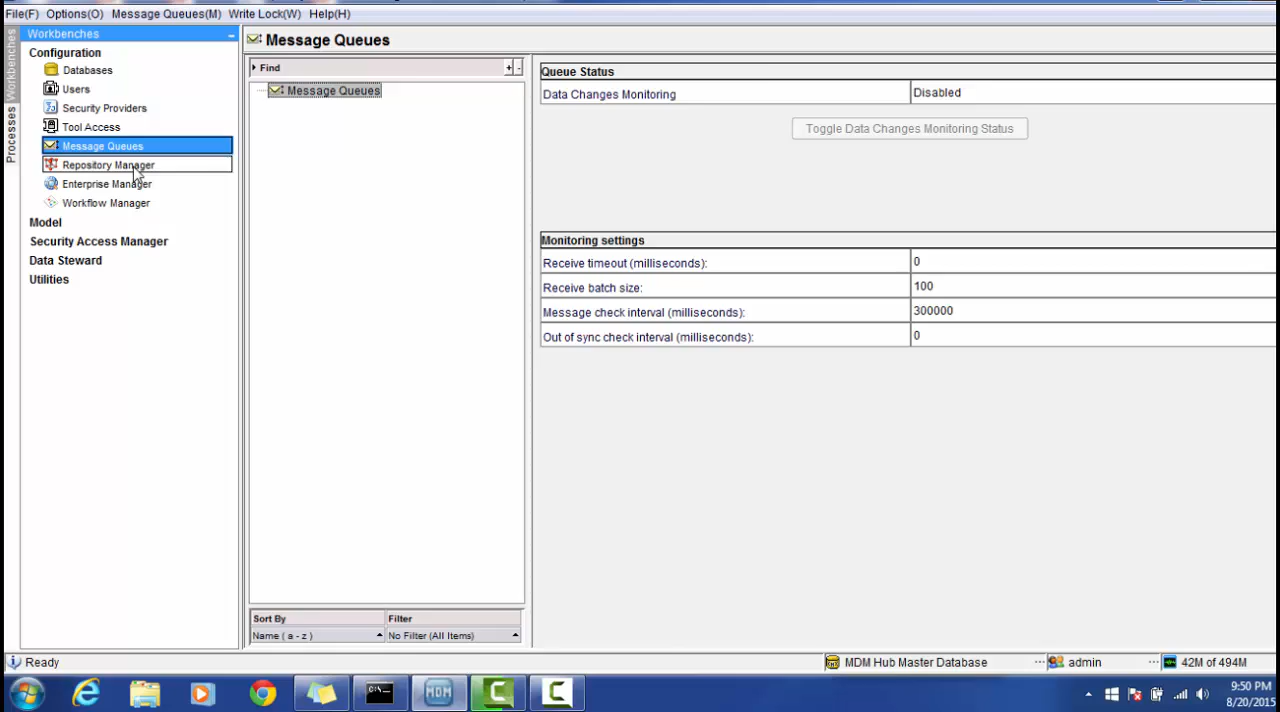 File(F) Options(O) Message Queues(M) Write Lock(W) Help(H)
Workbenches
Processes
Workbenches
Configuration
Databases
Users
Security Providers
Tool Access
Message Queues
Repository Manager
Enterprise Manager
Workflow Manager
Model
Security Access Manager
Data Steward
Utilities
Message Queues
Find
+ -
Message Queues
Sort By Filter
Name ( a - z ) No Filter (All Items)
Queue Status
Data Changes Monitoring Disabled
Toggle Data Changes Monitoring Status
Monitoring settings
Receive timeout (milliseconds): 0
Receive batch size: 100
Message check interval (milliseconds): 300000
Out of sync check interval (milliseconds): 0
Ready MDM Hub Master Database admin 42M of 494M
C:\. MDM
9:50 PM
8/20/2015